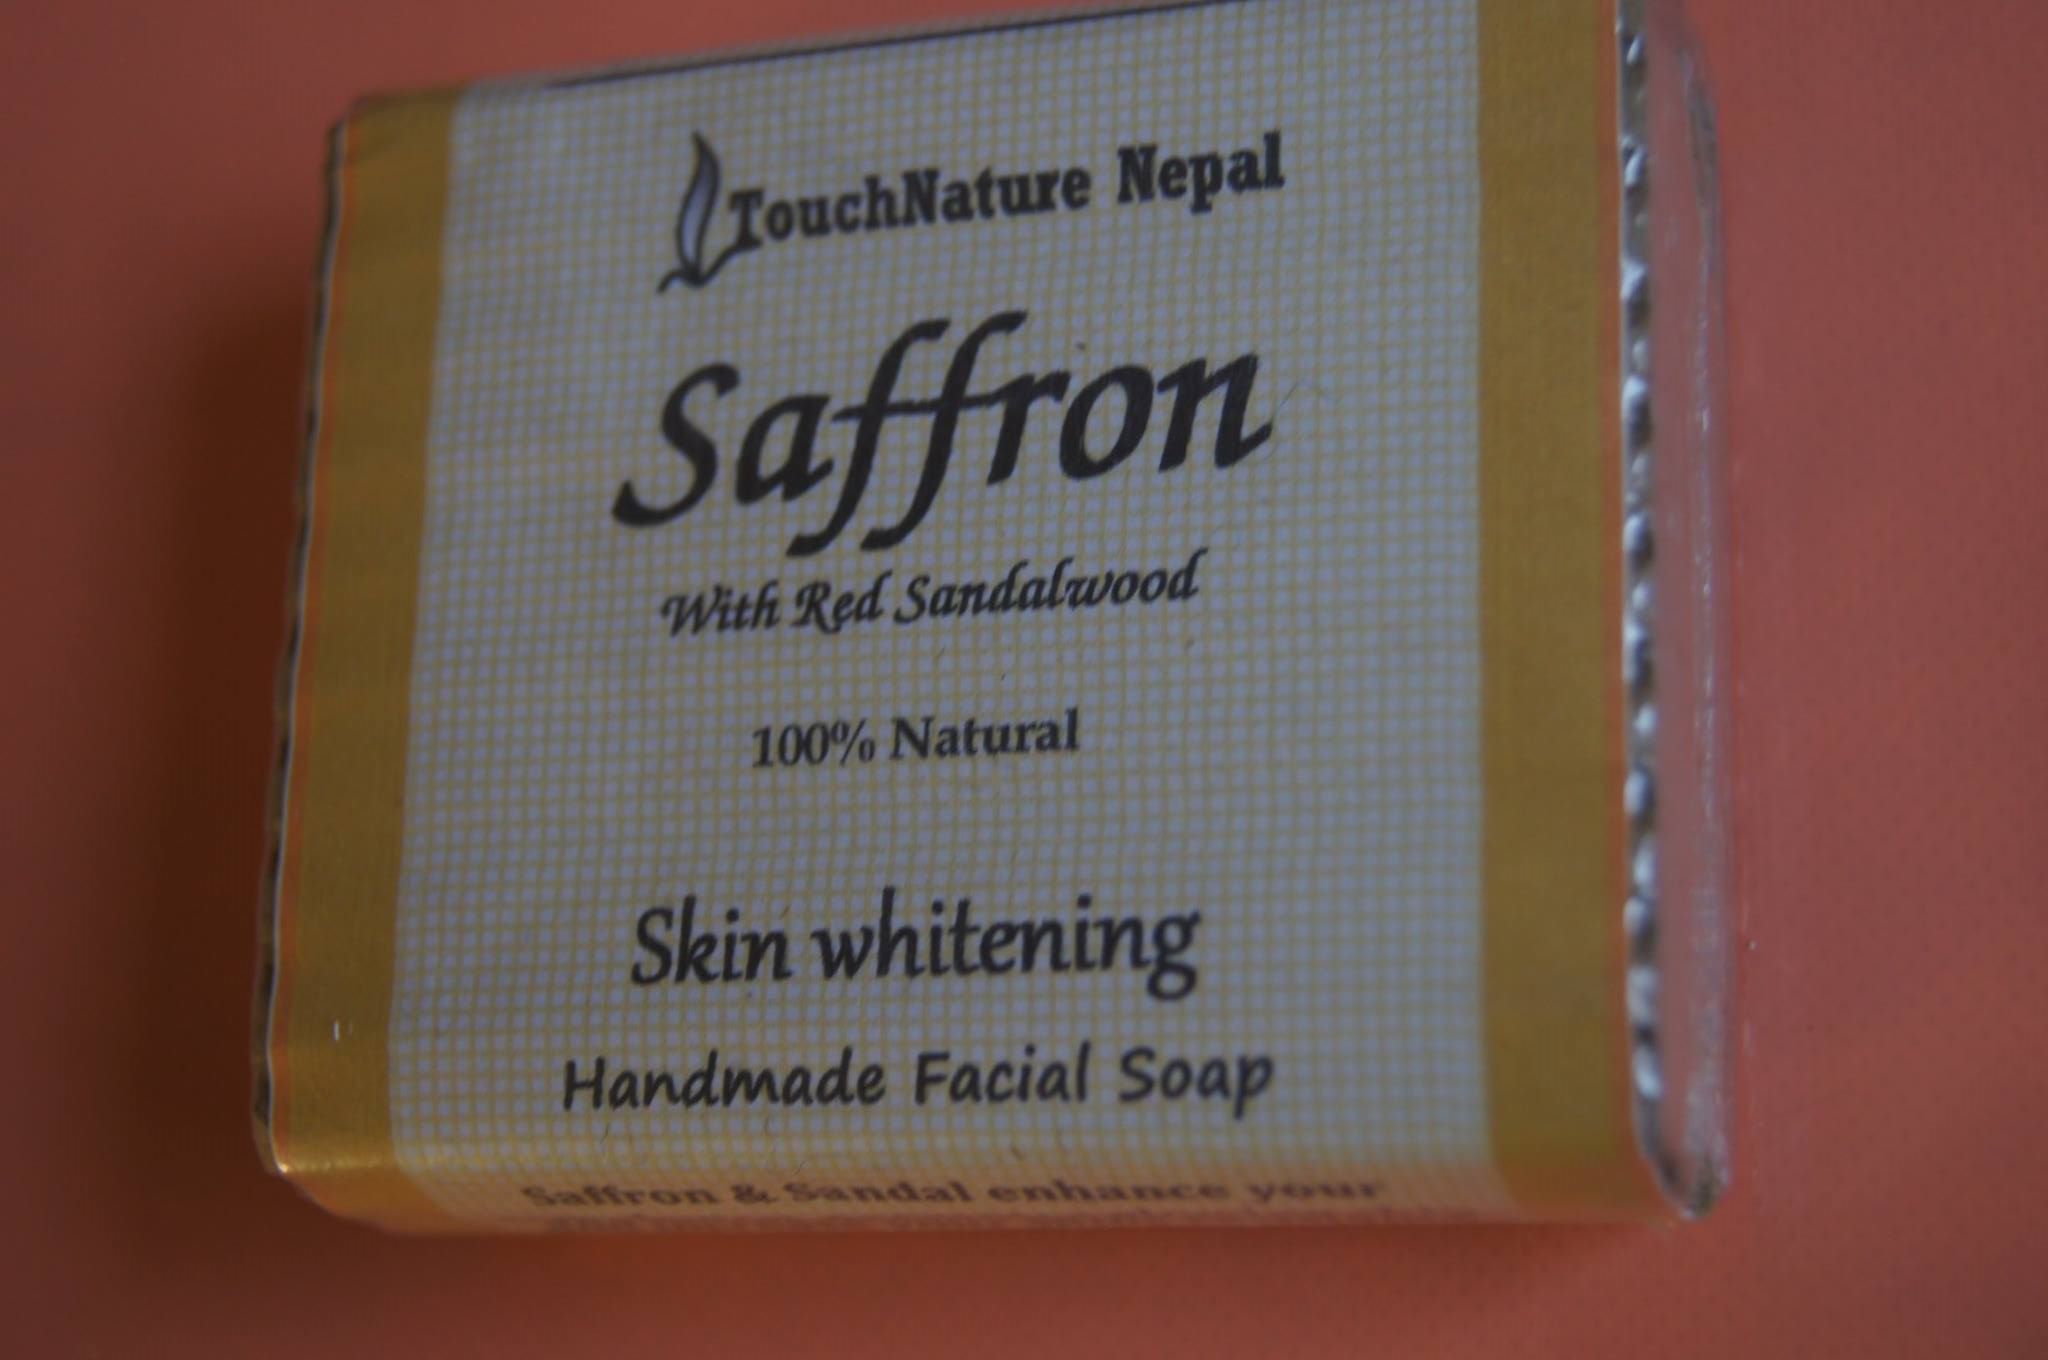 TouchNature Nepal
Saffron
With Red Sandalwood
100% Natural
Skin whitening
Handmade Facial Soap
Saffron & Sandal enhance your